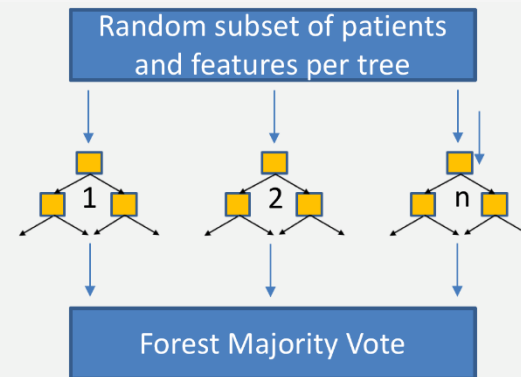 Random subset of patients
and features per tree
1 2 n
Forest Majority Vote